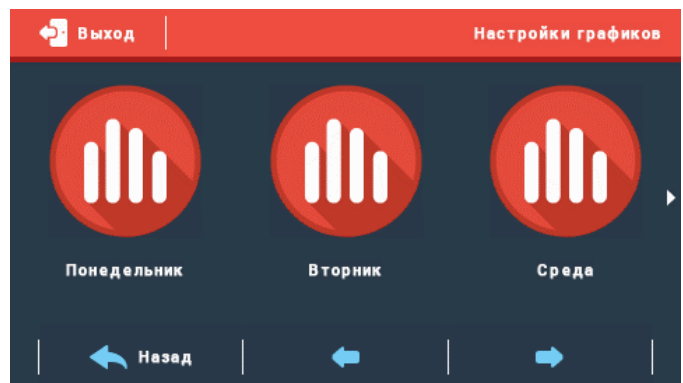 Выход
Настройки графиков
Понедельник
Вторник
Среда
Назад